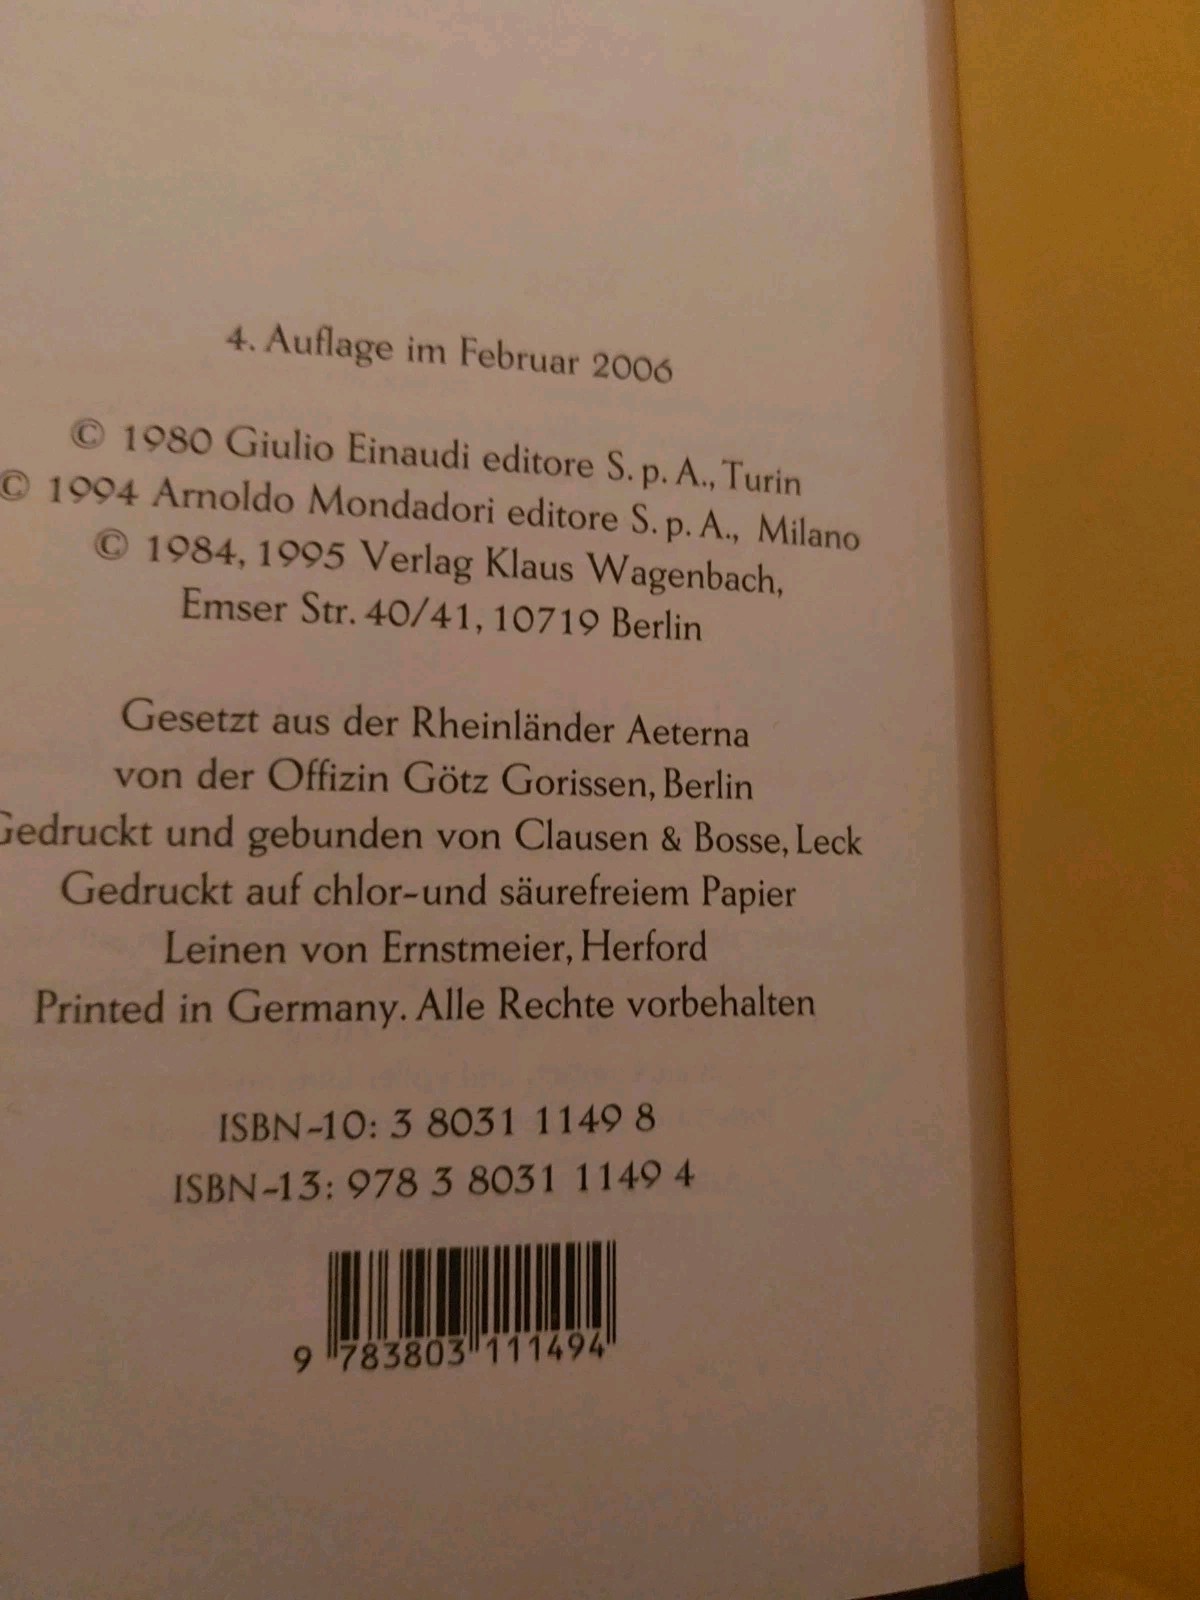 4. Auflage im Februar 2006
© 1980 Giulio Einaudi editore S. p. A., Turin
© 1994 Arnoldo Mondadori editore S. p. A., Milano
© 1984, 1995 Verlag Klaus Wagenbach,
Emser Str. 40/41, 10719 Berlin
Gesetzt aus der Rheinländer Aeterna
von der Offizin Götz Gorissen, Berlin
Gedruckt und gebunden von Clausen & Bosse, Leck
Gedruckt auf chlor-und säurefreiem Papier
Leinen von Ernstmeier, Herford
Printed in Germany. Alle Rechte vorbehalten
ISBN-10: 3 8031 1149 8
ISBN-13: 978 3 8031 1149 4
9 783803 111494